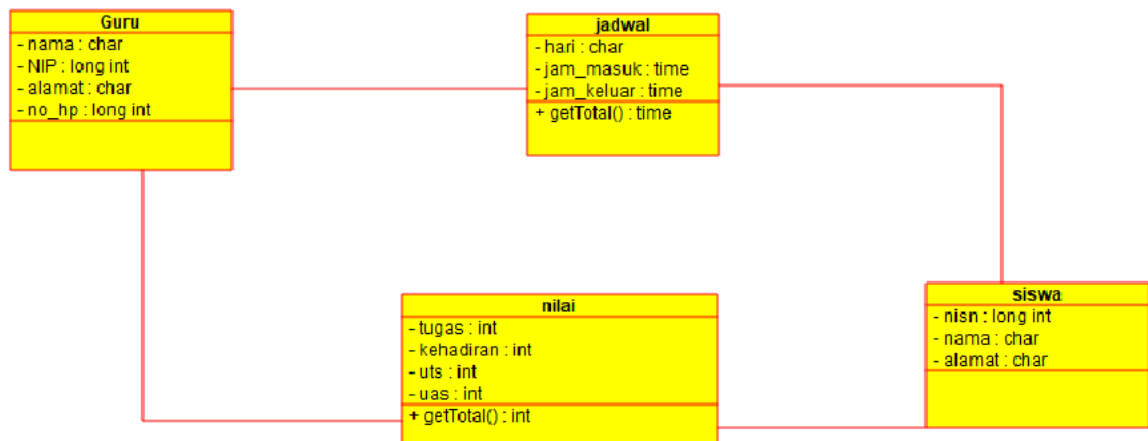 Guru
- nama : char
- NIP : long int
- alamat : char
- no_hp : long int
jadwal
- hari : char
- jam_masuk : time
- jam_keluar : time
+ getTotal() : time
nilai
- tugas : int
- kehadiran : int
- uts : int
- uas : int
+ getTotal() : int
siswa
- nisn : long int
- nama : char
- alamat : char